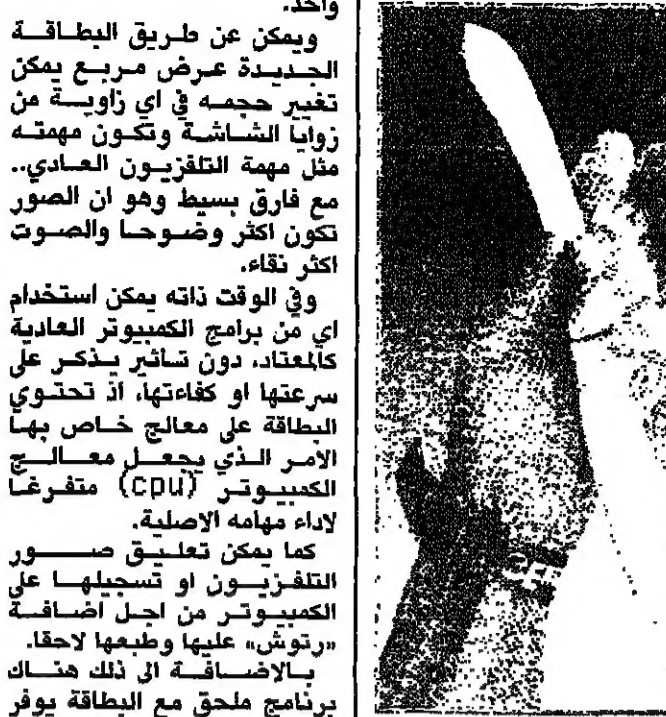 واحد.
ويمكن عن طريق البطاقة
الجديدة عرض مربع يمكن
تغيير حجمه في اي زاوية من
زوايا الشاشة وتكون مهمته
مثل مهمة التلفزيون العادي..
مع فارق بسيط وهو ان الصور
تكون اكثر وضوحا والصوت
اكثر نقاء.
وفي الوقت ذاته يمكن استخدام
اي من برامج الكمبيوتر العادية
كالمعتاد، دون تأثير يذكر على
سرعتها او كفاءتها، اذ تحتوي
البطاقة على معالج خاص بها
الأمر الذي يجعل معالج
الكمبيوتر (cpu) متفرغا
لاداء مهامه الاصلية.
كما يمكن تعليق صور
التلفزيون او تسجيلها على
الكمبيوتر من اجل اضافة
«رتوش» عليها وطبعها لاحقا.
بالاضافة الى ذلك هناك
برنامج ملحق مع البطاقة يوفر